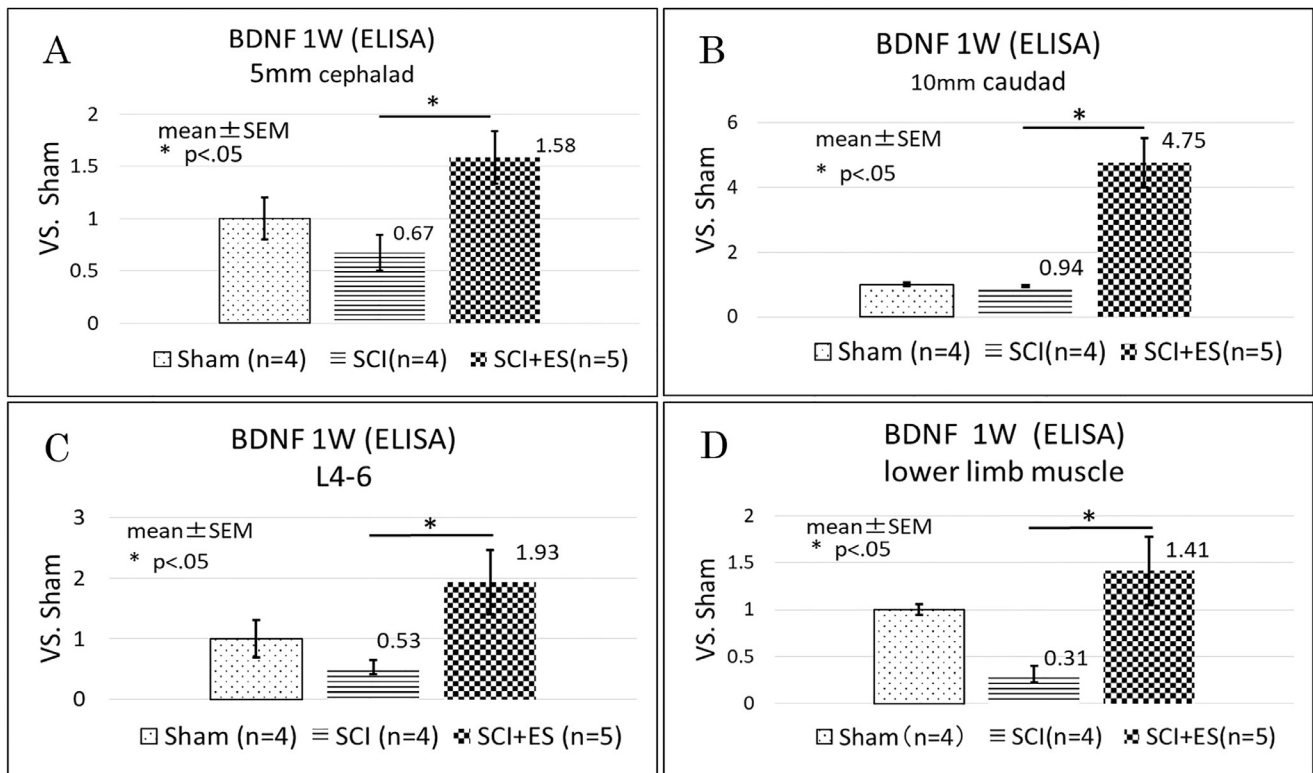 A
BDNF 1W (ELISA)
5mm cephalad
mean±SEM
* p<.05
*
VS. Sham
2
1.5
1
0.5
0
0.67
1.58
Sham (n=4) SCI(n=4) SCI+ES(n=5)
B
BDNF 1W (ELISA)
10mm caudad
mean±SEM
* p<.05
*
VS. Sham
6
4
2
0
0.94
4.75
Sham (n=4) SCI(n=4) SCI+ES(n=5)
C
BDNF 1W (ELISA)
L4-6
mean±SEM
* p<.05
*
VS. Sham
3
2
1
0
0.53
1.93
Sham (n=4) SCI (n=4) SCI+ES (n=5)
D
BDNF 1W (ELISA)
lower limb muscle
mean±SEM
* p<.05
*
VS. Sham
2
1.5
1
0.5
0
0.31
1.41
Sham（n=4） SCI(n=4) SCI+ES(n=5)